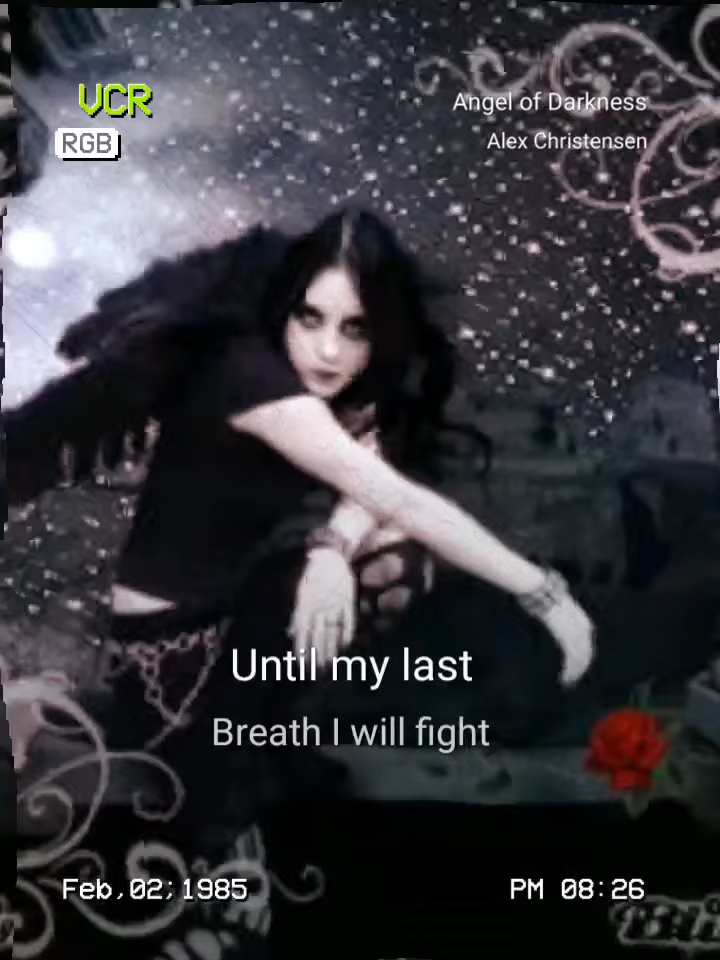 VCR
RGB
Angel of Darkness
Alex Christensen
Until my last
Breath I will fight
Feb,02;1985
PM 08:26